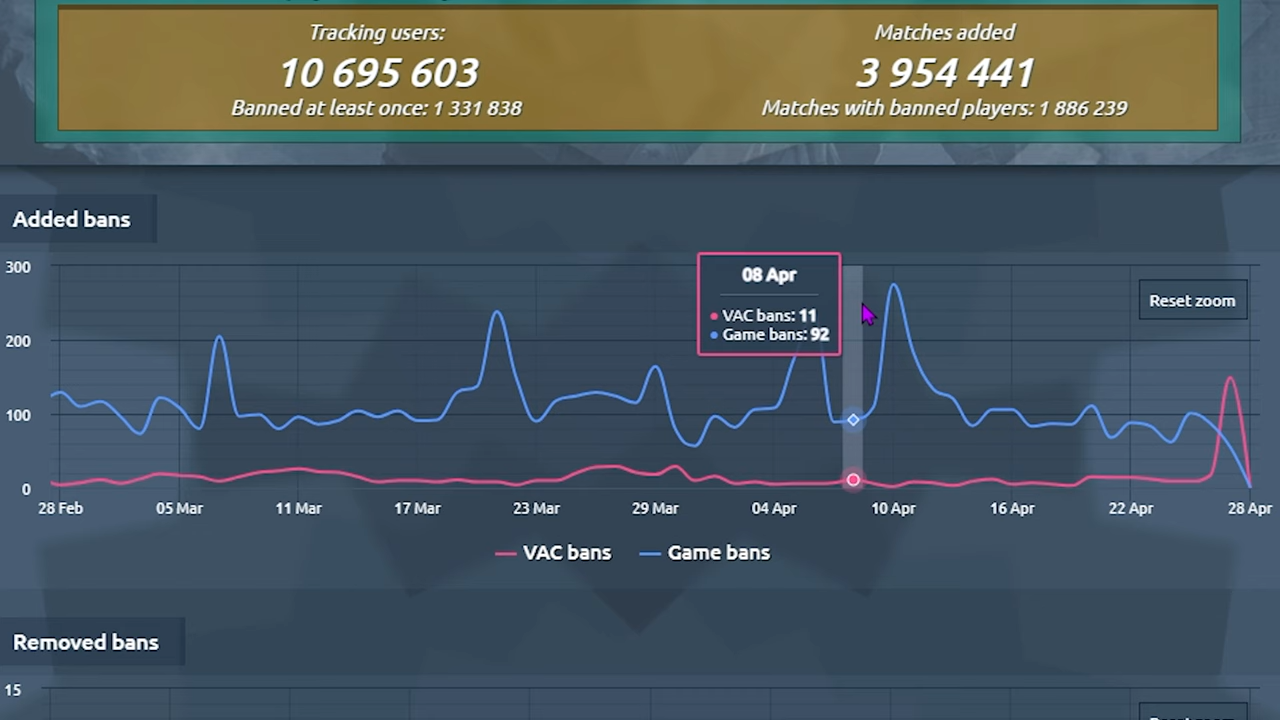 Tracking users:
10 695 603
Banned at least once: 1 331 838
Matches added
3 954 441
Matches with banned players: 1 886 239
Added bans
300
200
100
0
08 Apr
VAC bans: 11
Game bans: 92
Reset zoom
28 Feb 05 Mar 11 Mar 17 Mar 23 Mar 29 Mar 04 Apr 10 Apr 16 Apr 22 Apr 28 Apr
VAC bans Game bans
Removed bans
15